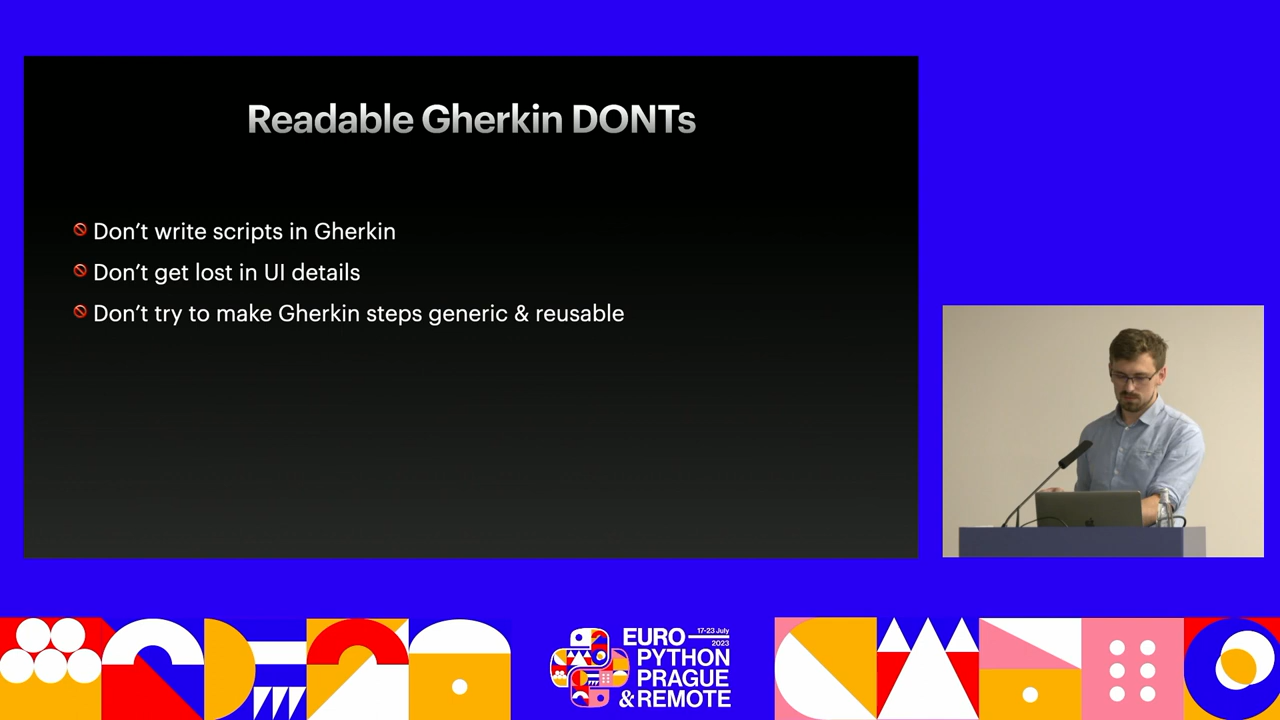 Readable Gherkin DONTs
Don’t write scripts in Gherkin
Don’t get lost in UI details
Don’t try to make Gherkin steps generic & reusable
EURO 17-23 July 2023
PYTHON
PRAGUE
& REMOTE